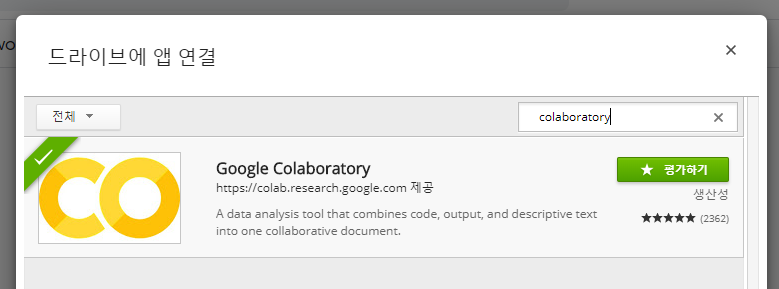 드라이브에 앱 연결
전체
colaboratory
Google Colaboratory
평가하기
https://colab.research.google.com 제공
생산성
A data analysis tool that combines code, output, and descriptive text
(2362)
into one collaborative document.